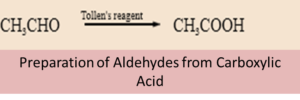 CH₃CHO Tollen's reagent CH₃COOH
Preparation of Aldehydes from Carboxylic
Acid